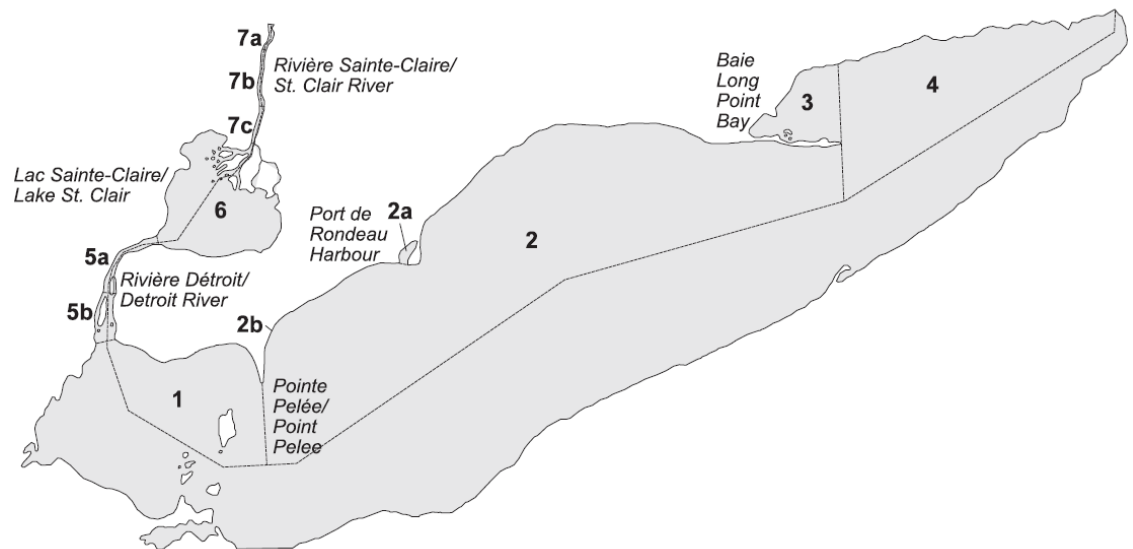 7a
7b
Rivière Sainte-Claire/
St. Clair River
7c
Lac Sainte-Claire/
Lake St. Clair
6
5a
Rivière Détroit/
Detroit River
5b
Port de
Rondeau
Harbour
2a
2b
2
Baie
Long
Point
Bay
3
4
1
Pointe
Pelée/
Point
Pelee